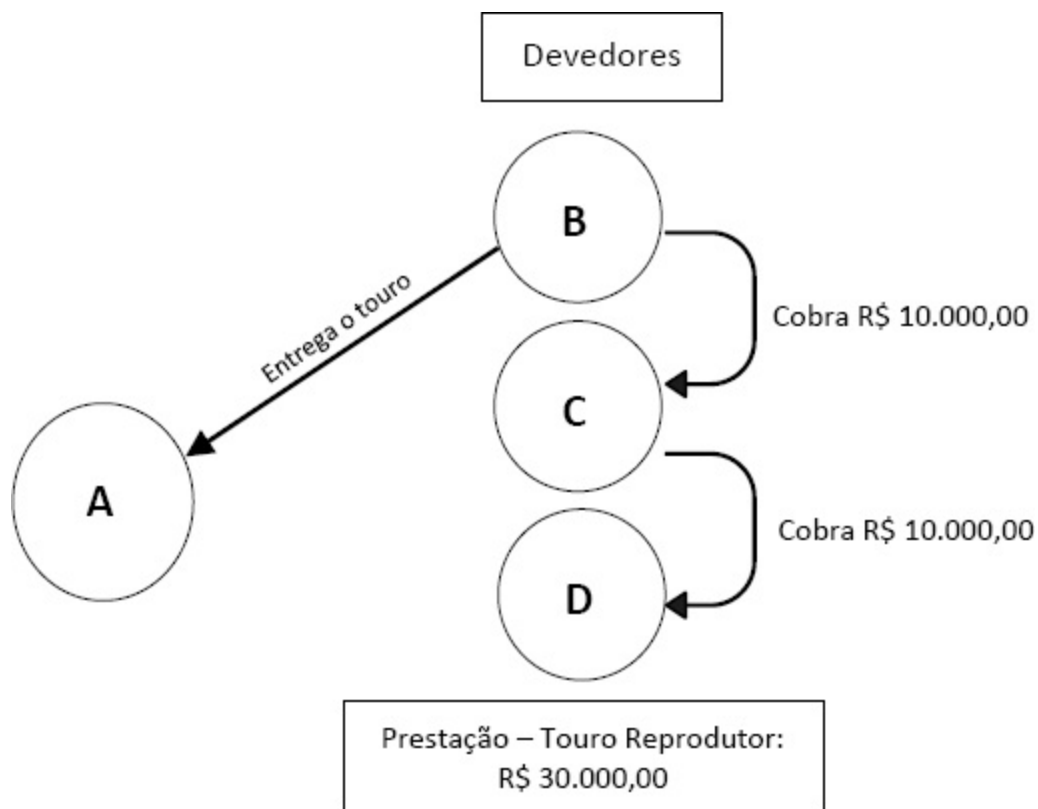 Devedores
B
Entrega o touro
Cobra R$ 10.000,00
C
A
Cobra R$ 10.000,00
D
Prestação – Touro Reprodutor:
R$ 30.000,00